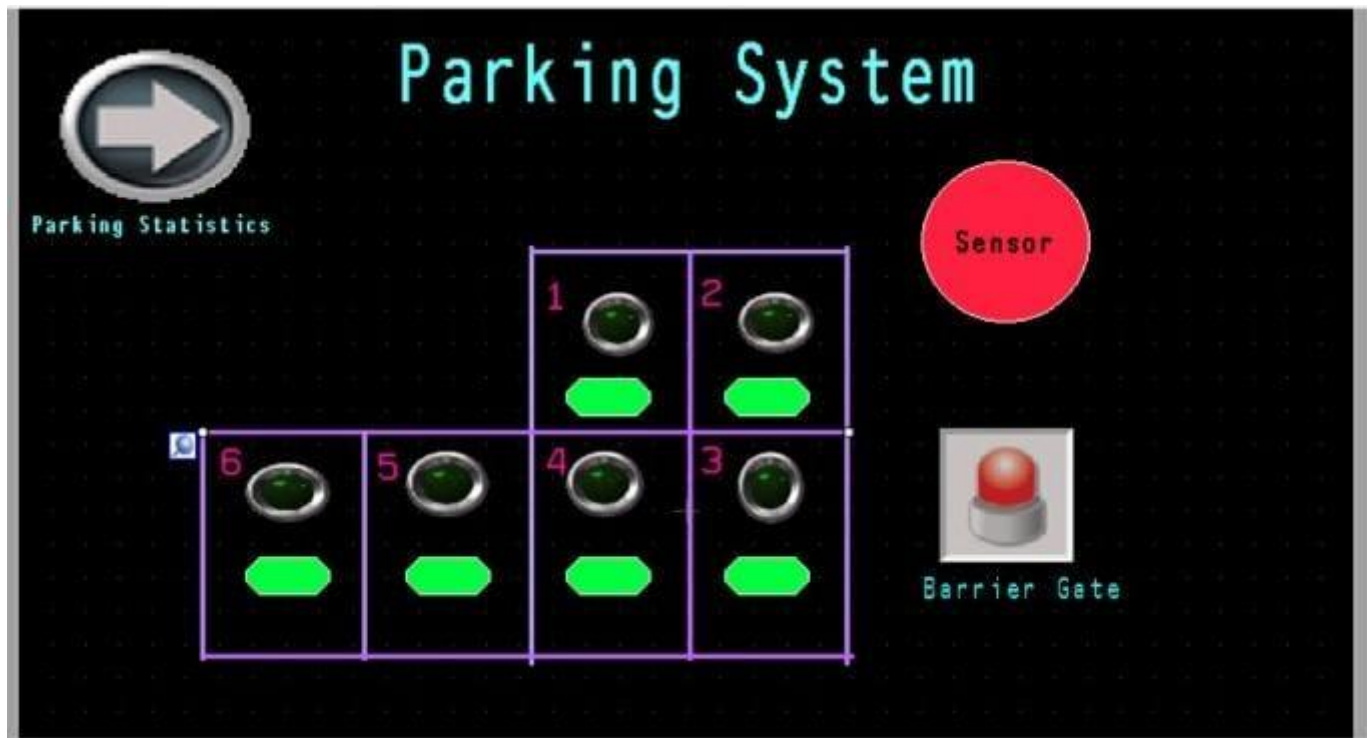 Parking System
Parking Statistics
Sensor
1 2
6 5 4 3
Barrier Gate